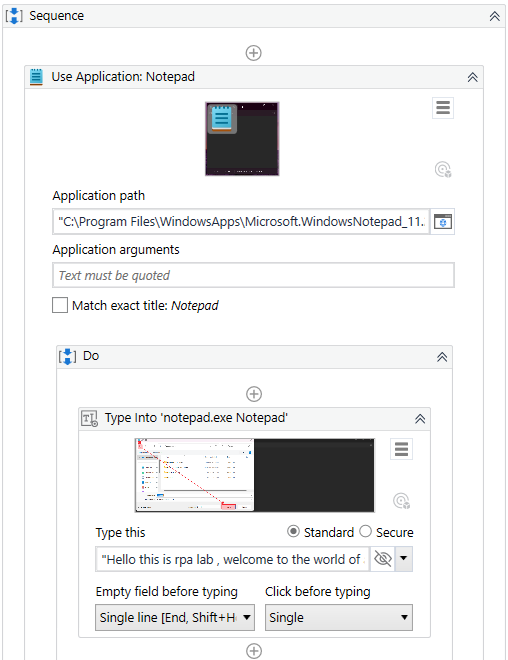 Sequence
Use Application: Notepad
Application path
"C:\Program Files\WindowsApps\Microsoft.WindowsNotepad_11..
Application arguments
Text must be quoted
Match exact title: Notepad
Do
Type Into 'notepad.exe Notepad'
Type this
Standard
Secure
"Hello this is rpa lab , welcome to the world of
Empty field before typing
Click before typing
Single line [End, Shift+H
Single